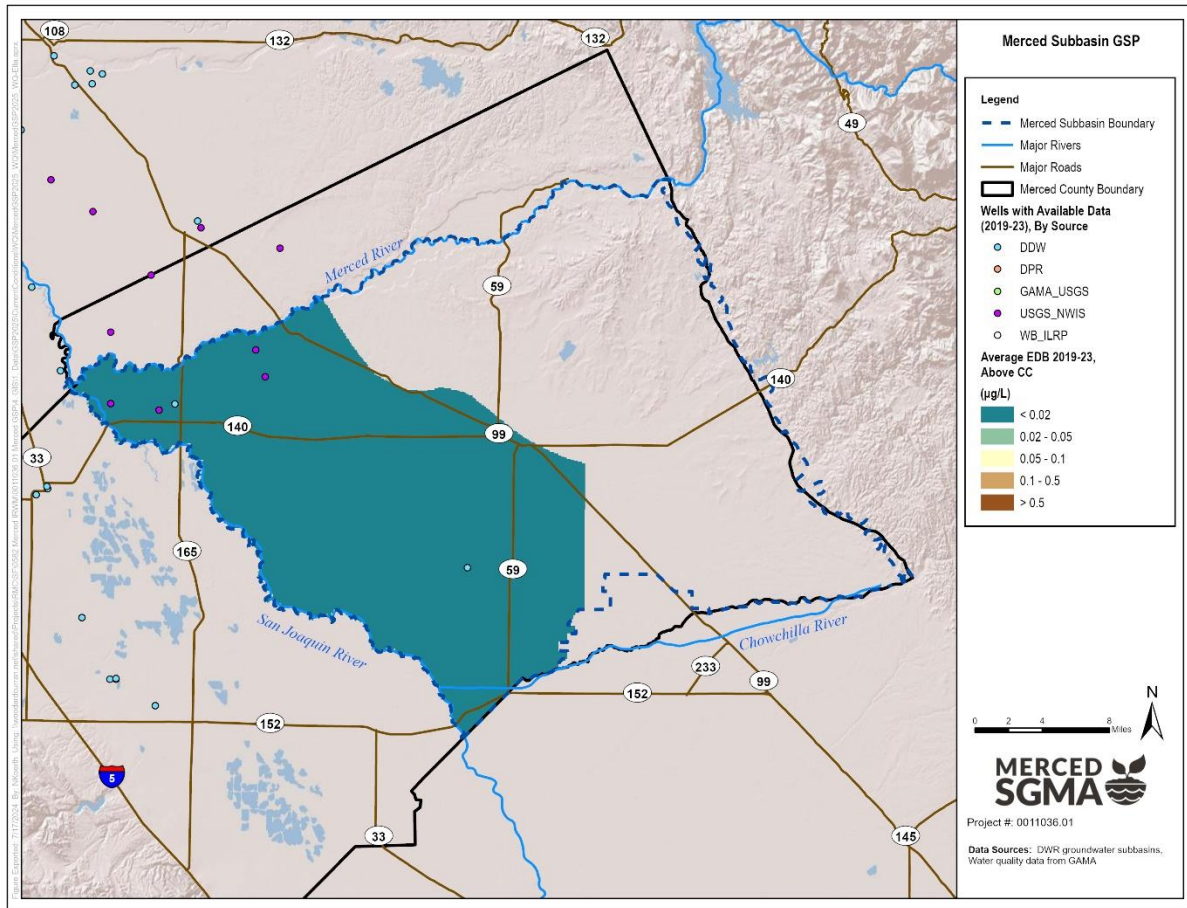 108
132
132
49
Merced River
59
140
140
99
33
165
59
San Joaquin River
Chowchilla River
233
99
152
152
5
33
145
Merced Subbasin GSP
Legend
Merced Subbasin Boundary
Major Rivers
Major Roads
Merced County Boundary
Wells with Available Data
(2019-23), By Source
DDW
DPR
GAMA_USGS
USGS_NWIS
WB_ILRP
Average EDB 2019-23,
Above CC
(µg/L)
< 0.02
0.02 - 0.05
0.05 - 0.1
0.1 - 0.5
> 0.5
N
0 2 4 8
Miles
MERCED
SGMA
Project #: 0011036.01
Data Sources: DWR groundwater subbasins,
Water quality data from GAMA
Figure Exported: 7/17/2024